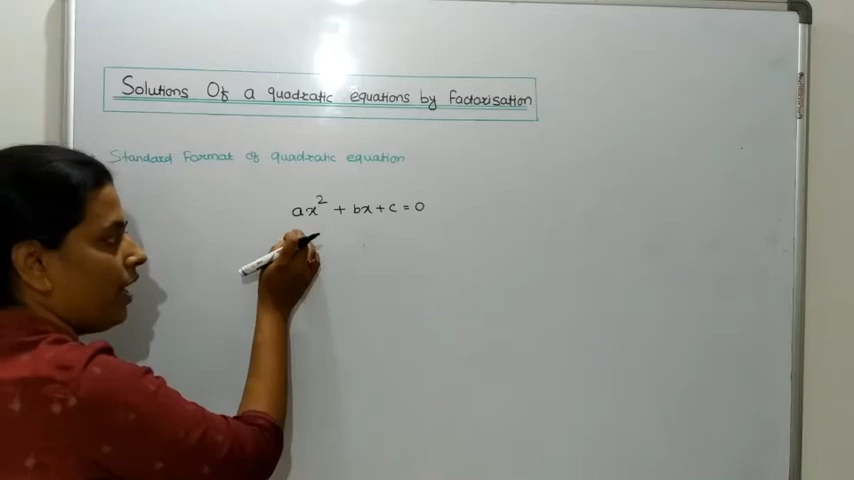 Solutions Of a quadratic equations by Factorisation
Standard Format of quadratic equation
ax² + bx + c = 0